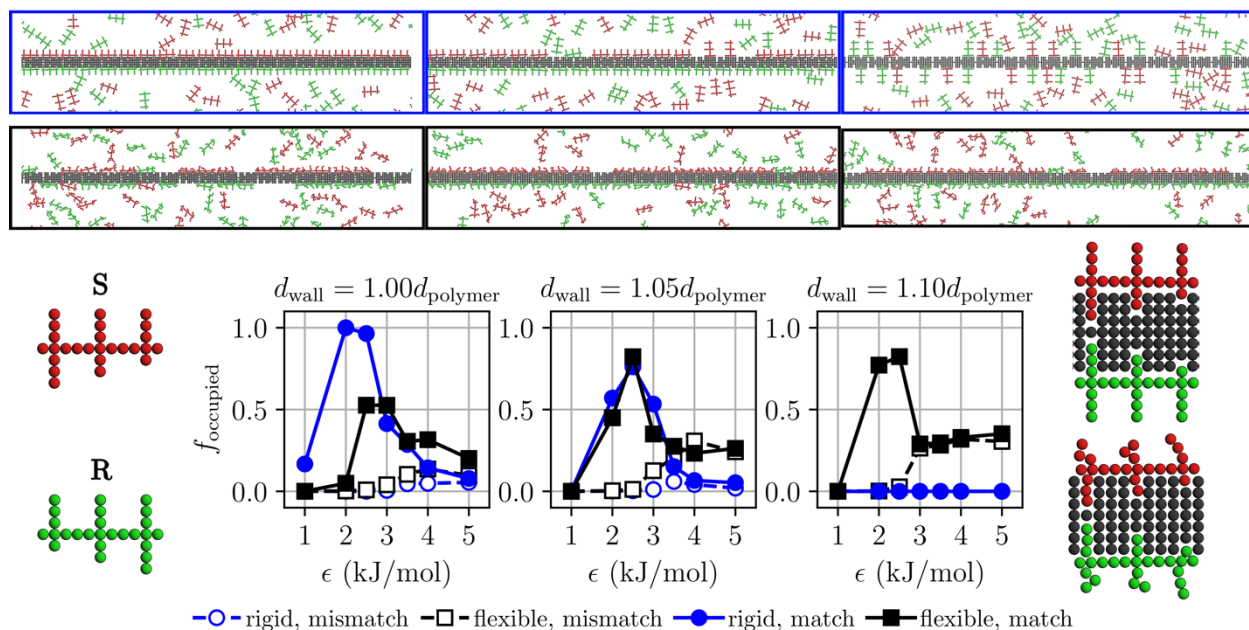 S
R
d_wall = 1.00d_polymer
d_wall = 1.05d_polymer
d_wall = 1.10d_polymer
f_occupied
1.0
0.5
0.0
1 2 3 4 5
ϵ (kJ/mol)
1.0
0.5
0.0
1 2 3 4 5
ϵ (kJ/mol)
1.0
0.5
0.0
1 2 3 4 5
ϵ (kJ/mol)
rigid, mismatch flexible, mismatch rigid, match flexible, match